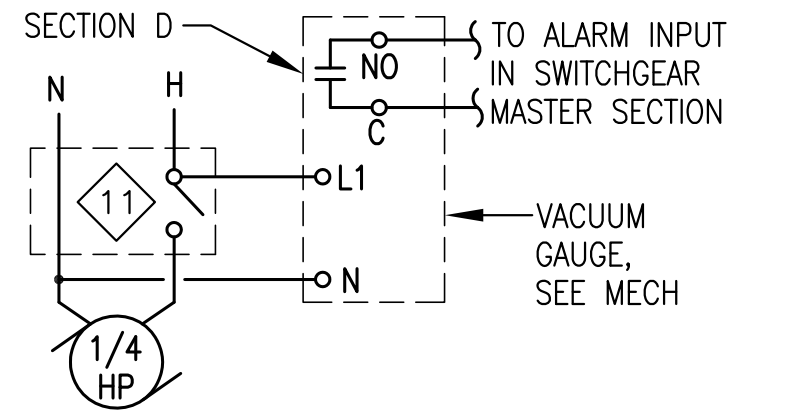 SECTION D
TO ALARM INPUT
IN SWITCHGEAR
MASTER SECTION
N
H
NO
C
L1
11
VACUUM
GAUGE,
SEE MECH
N
1/4
HP